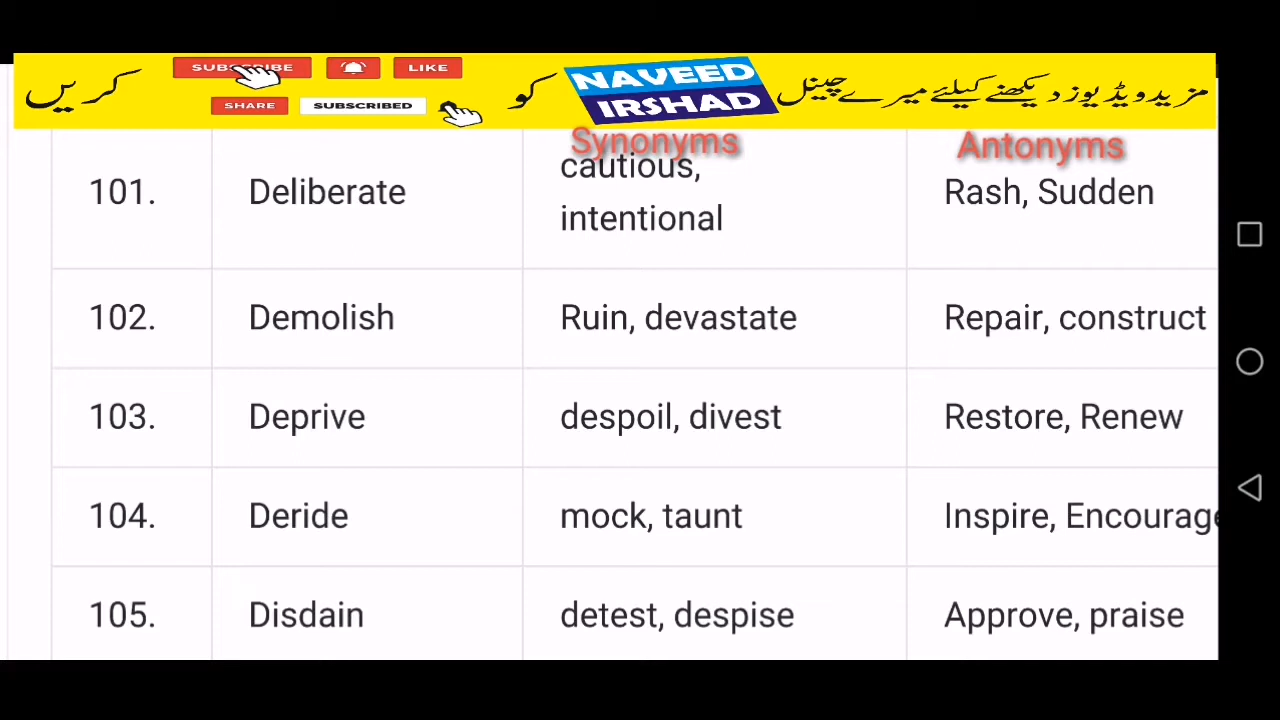 مزید ویڈیوز دیکھنے کیلئے میرے چینل NAVEED IRSHAD کو SUBSCRIBE LIKE کریں
SHARE SUBSCRIBED
Synonyms Antonyms
101. Deliberate cautious, intentional Rash, Sudden
102. Demolish Ruin, devastate Repair, construct
103. Deprive despoil, divest Restore, Renew
104. Deride mock, taunt Inspire, Encourage
105. Disdain detest, despise Approve, praise